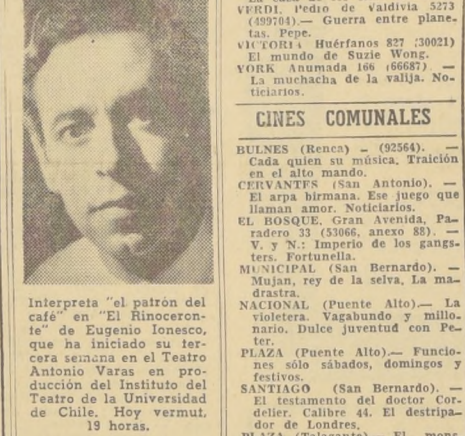 Interpreta "el patrón del
café" en "El Rinoceron-
te" de Eugenio Ionesco,
que ha iniciado su ter-
cera semana en el Teatro
Antonio Varas en pro-
ducción del Instituto del
Teatro de la Universidad
de Chile. Hoy vermut,
19 horas.
VERDI, Pedro de Valdivia 5273
(499704).— Guerra entre plane-
tas. Pepe.
VICTORIA Huérfanos 827 (30021)
El mundo de Suzie Wong.
YORK Anumada 166 (66687)
La muchacha de la valija. No-
ticiarios.
CINES COMUNALES
BULNES (Renca) — (92564). —
Cada quien su música. Traición
en el alto mando.
CERVANTES (San Antonio). —
El arpa birmana. Ese juego que
llaman amor. Noticiarios.
EL BOSQUE, Gran Avenida, Pa-
radero 33 (53066, anexo 88). —
V. y N.: Imperio de los gangs-
ters. Fortunella.
MUNICIPAL (San Bernardo). —
Mujan, rey de la selva, La ma-
drastra.
NACIONAL (Puente Alto).— La
violetera. Vagabundo y millo-
nario. Dulce juventud con Pe-
ter.
PLAZA (Puente Alto).— Funcio-
nes sólo sábados, domingos y
festivos.
SANTIAGO (San Bernardo). —
El testamento del doctor Cor-
delier. Calibre 44. El destripa-
dor de Londres.